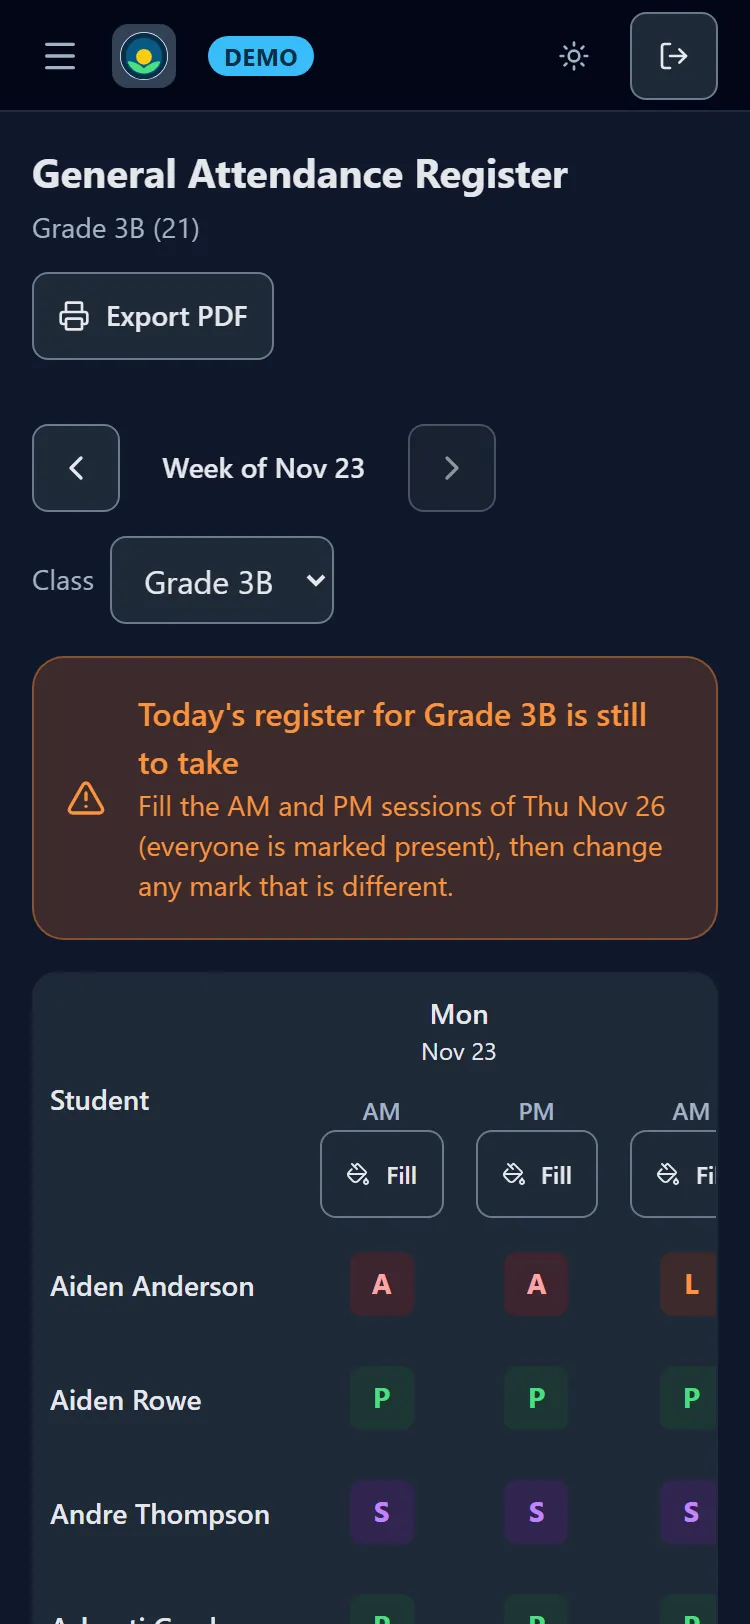 DEMO
General Attendance Register
Grade 3B (21)
Export PDF
Week of Nov 23
Class
Grade 3B
Today's register for Grade 3B is still
to take
Fill the AM and PM sessions of Thu Nov 26
(everyone is marked present), then change
any mark that is different.
Mon
Nov 23
Student
AM PM AM
Fill Fill
Aiden Anderson A A L
Aiden Rowe P P P
Andre Thompson S S S
P P P